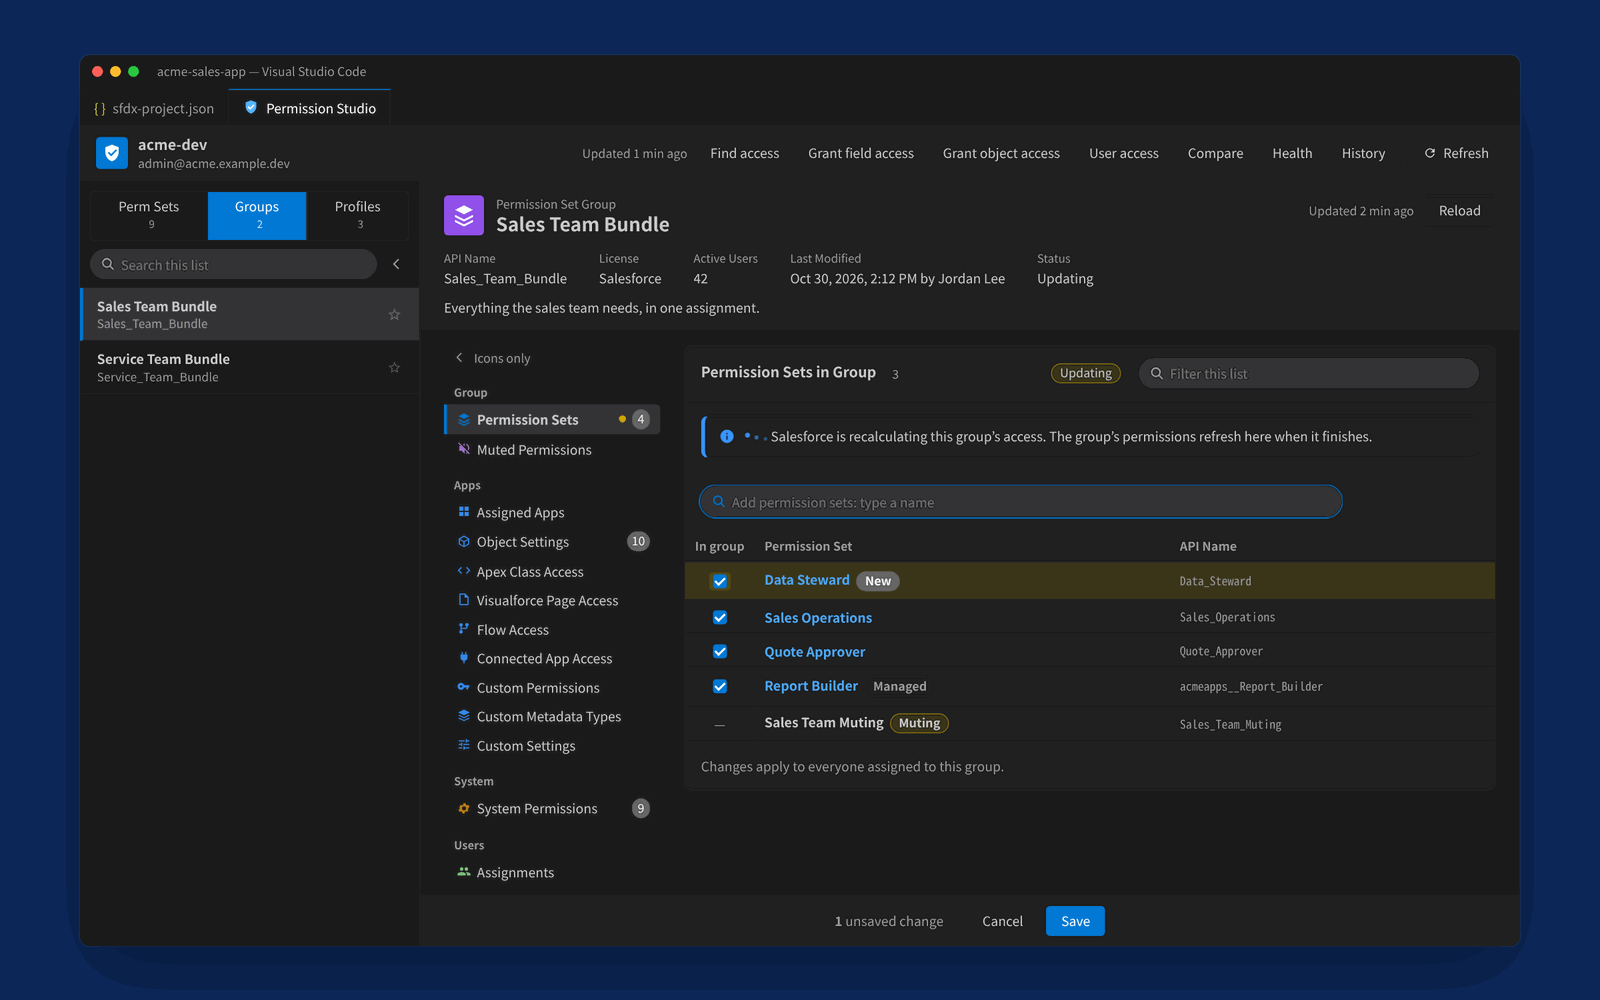 acme-sales-app — Visual Studio Code
{ } sfdx-project.json
Permission Studio
acme-dev
admin@acme.example.dev
Updated 1 min ago
Find access
Grant field access
Grant object access
User access
Compare
Health
History
Refresh
Perm Sets
9
Groups
2
Profiles
3
Search this list
Sales Team Bundle
Sales_Team_Bundle
Service Team Bundle
Service_Team_Bundle
Permission Set Group
Sales Team Bundle
Updated 2 min ago
Reload
API Name
Sales_Team_Bundle
License
Salesforce
Active Users
42
Last Modified
Oct 30, 2026, 2:12 PM by Jordan Lee
Status
Updating
Everything the sales team needs, in one assignment.
Icons only
Group
Permission Sets 4
Muted Permissions
Apps
Assigned Apps
Object Settings 10
Apex Class Access
Visualforce Page Access
Flow Access
Connected App Access
Custom Permissions
Custom Metadata Types
Custom Settings
System
System Permissions 9
Users
Assignments
Permission Sets in Group 3
Updating
Filter this list
Salesforce is recalculating this group's access. The group's permissions refresh here when it finishes.
Add permission sets: type a name
In group Permission Set API Name
Data Steward New Data_Steward
Sales Operations Sales_Operations
Quote Approver Quote_Approver
Report Builder Managed acmeapps__Report_Builder
— Sales Team Muting Muting Sales_Team_Muting
Changes apply to everyone assigned to this group.
1 unsaved change
Cancel
Save